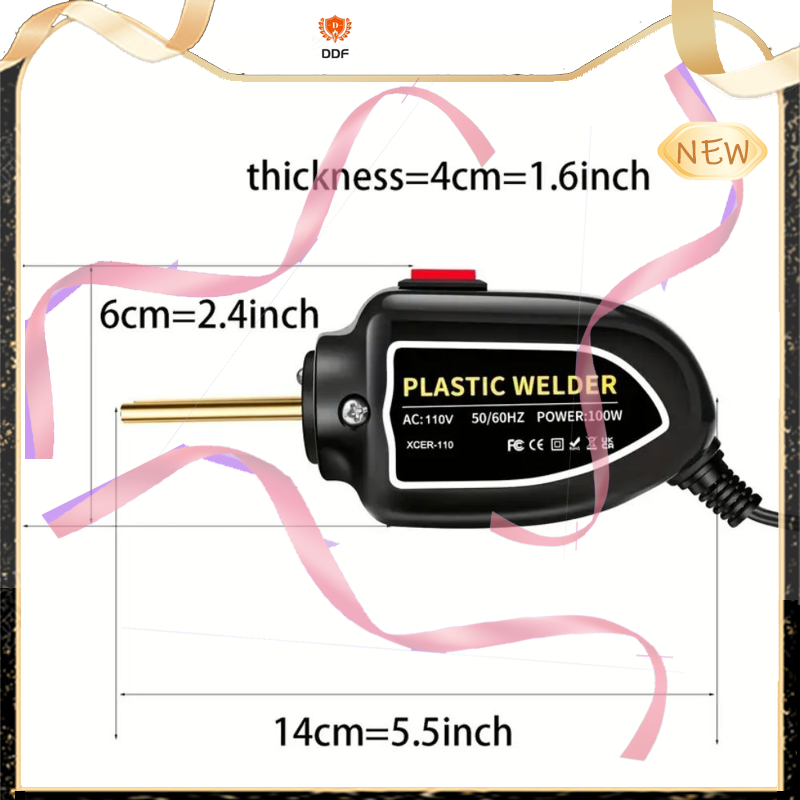 DDF
NEW
thickness=4cm=1.6inch
6cm=2.4inch
PLASTIC WELDER
AC:110V 50/60HZ POWER:100W
XCER-110
14cm=5.5inch